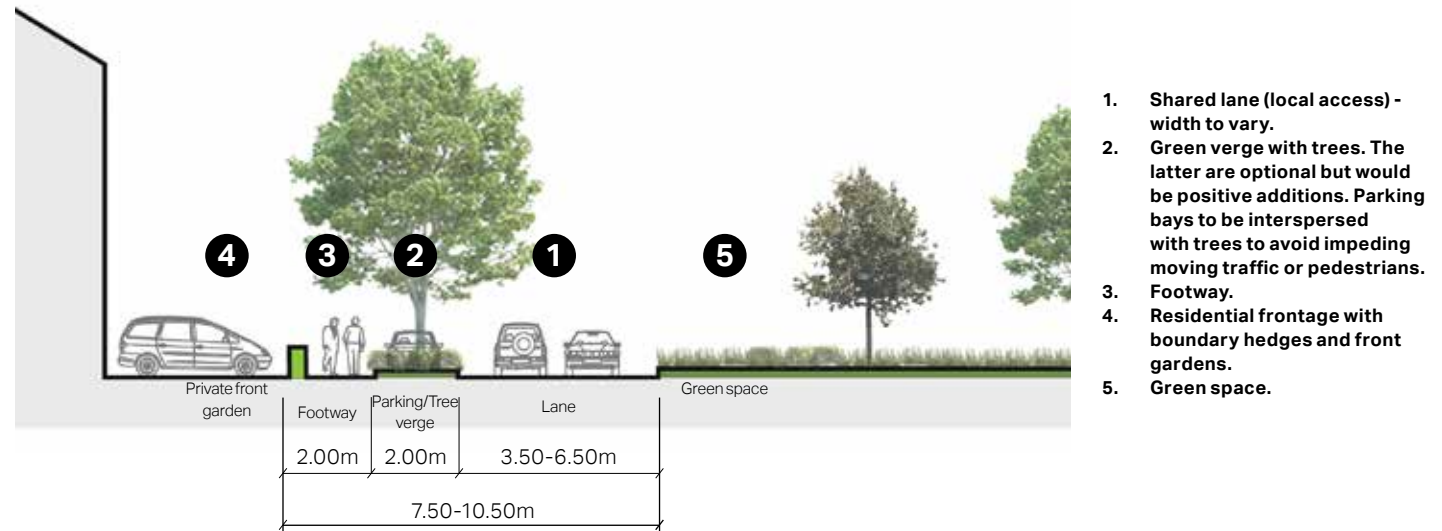 4
3
2
1
5
Private front
garden
Footway
Parking/Tree
verge
Lane
Green space
2.00m
2.00m
3.50-6.50m
7.50-10.50m
1. Shared lane (local access) -
width to vary.
2. Green verge with trees. The
latter are optional but would
be positive additions. Parking
bays to be interspersed
with trees to avoid impeding
moving traffic or pedestrians.
3. Footway.
4. Residential frontage with
boundary hedges and front
gardens.
5. Green space.